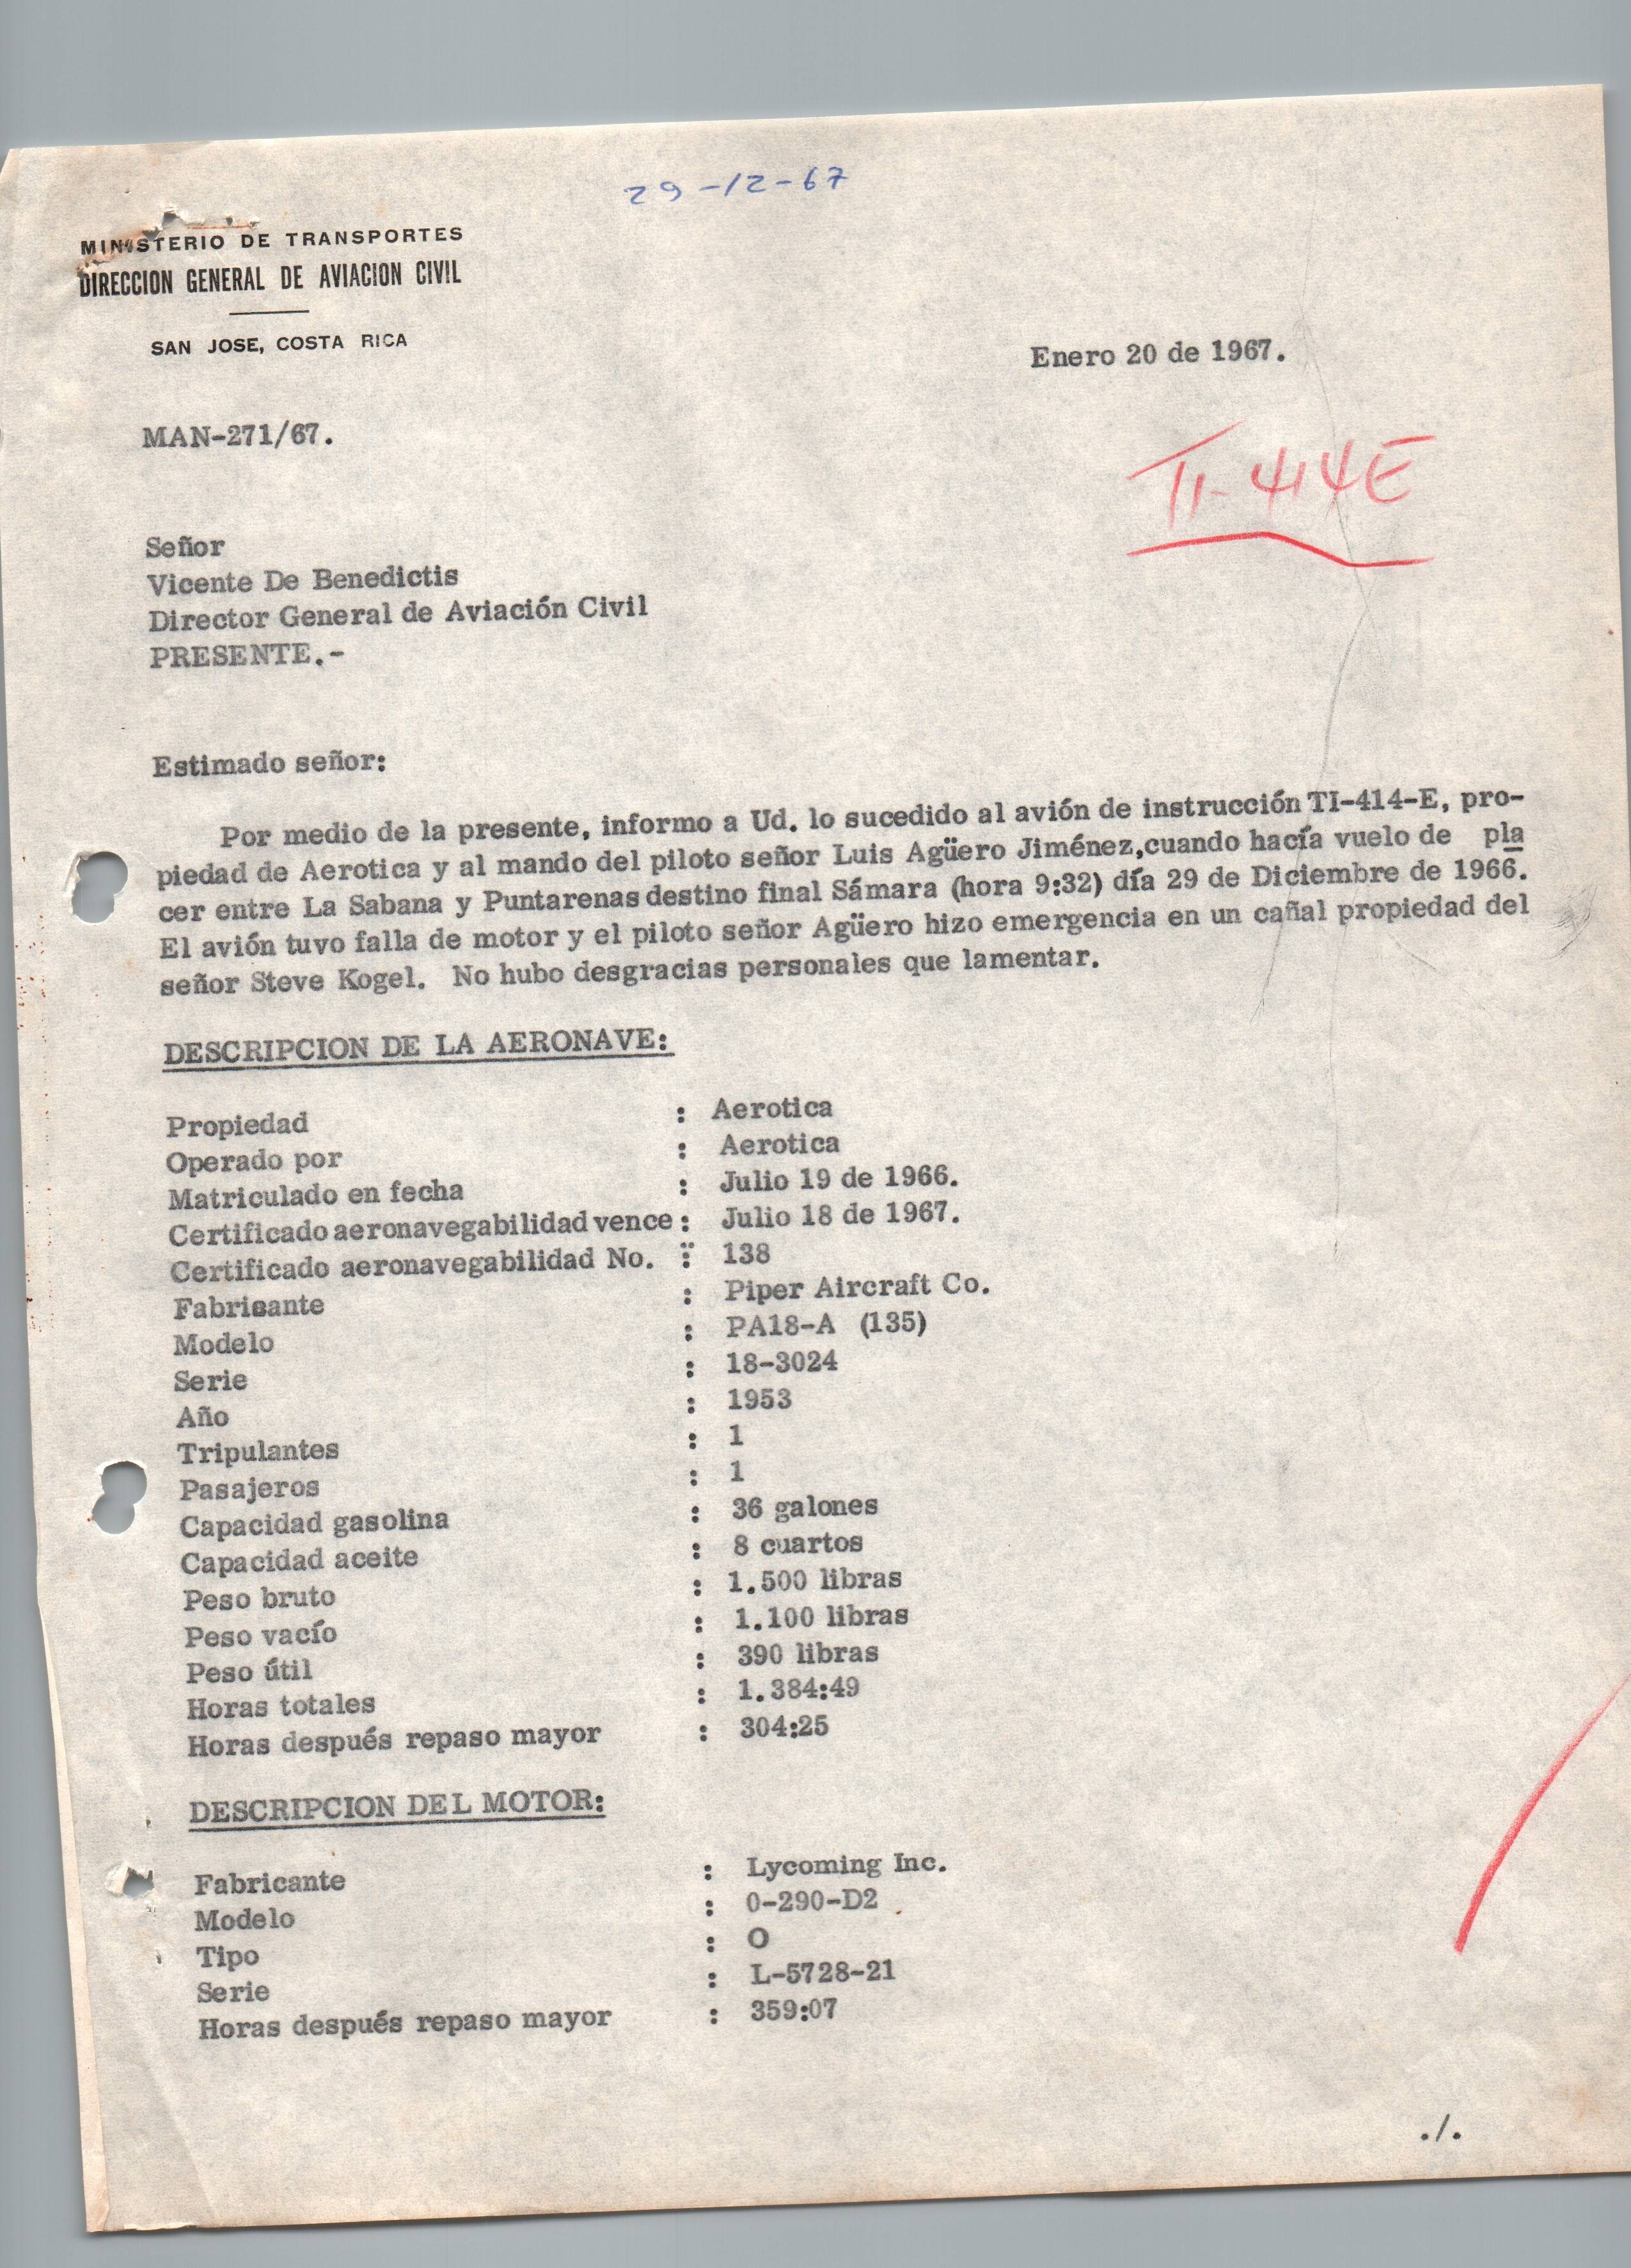 29-12-67
MINISTERIO DE TRANSPORTES
DIRECCION GENERAL DE AVIACION CIVIL
SAN JOSE, COSTA RICA
Enero 20 de 1967.
MAN-271/67.
TI-414E
Señor
Vicente De Benedictis
Director General de Aviación Civil
PRESENTE.-
Estimado señor:
Por medio de la presente, informo a Ud. lo sucedido al avión de instrucción TI-414-E, pro-
piedad de Aerotica y al mando del piloto señor Luis Agüero Jiménez,cuando hacía vuelo de pla
cer entre La Sabana y Puntarenas destino final Sámara (hora 9:32) día 29 de Diciembre de 1966.
El avión tuvo falla de motor y el piloto señor Agüero hizo emergencia en un cañal propiedad del
señor Steve Kogel. No hubo desgracias personales que lamentar.
DESCRIPCION DE LA AERONAVE:
Propiedad : Aerotica
Operado por : Aerotica
Matriculado en fecha : Julio 19 de 1966.
Certificado aeronavegabilidad vence : Julio 18 de 1967.
Certificado aeronavegabilidad No. : 138
Fabricante : Piper Aircraft Co.
Modelo : PA18-A (135)
Serie : 18-3024
Año : 1953
Tripulantes : 1
Pasajeros : 1
Capacidad gasolina : 36 galones
Capacidad aceite : 8 cuartos
Peso bruto : 1.500 libras
Peso vacío : 1.100 libras
Peso útil : 390 libras
Horas totales : 1.384:49
Horas después repaso mayor : 304:25
DESCRIPCION DEL MOTOR:
Fabricante : Lycoming Inc.
Modelo : 0-290-D2
Tipo : O
Serie : L-5728-21
Horas después repaso mayor : 359:07
./.